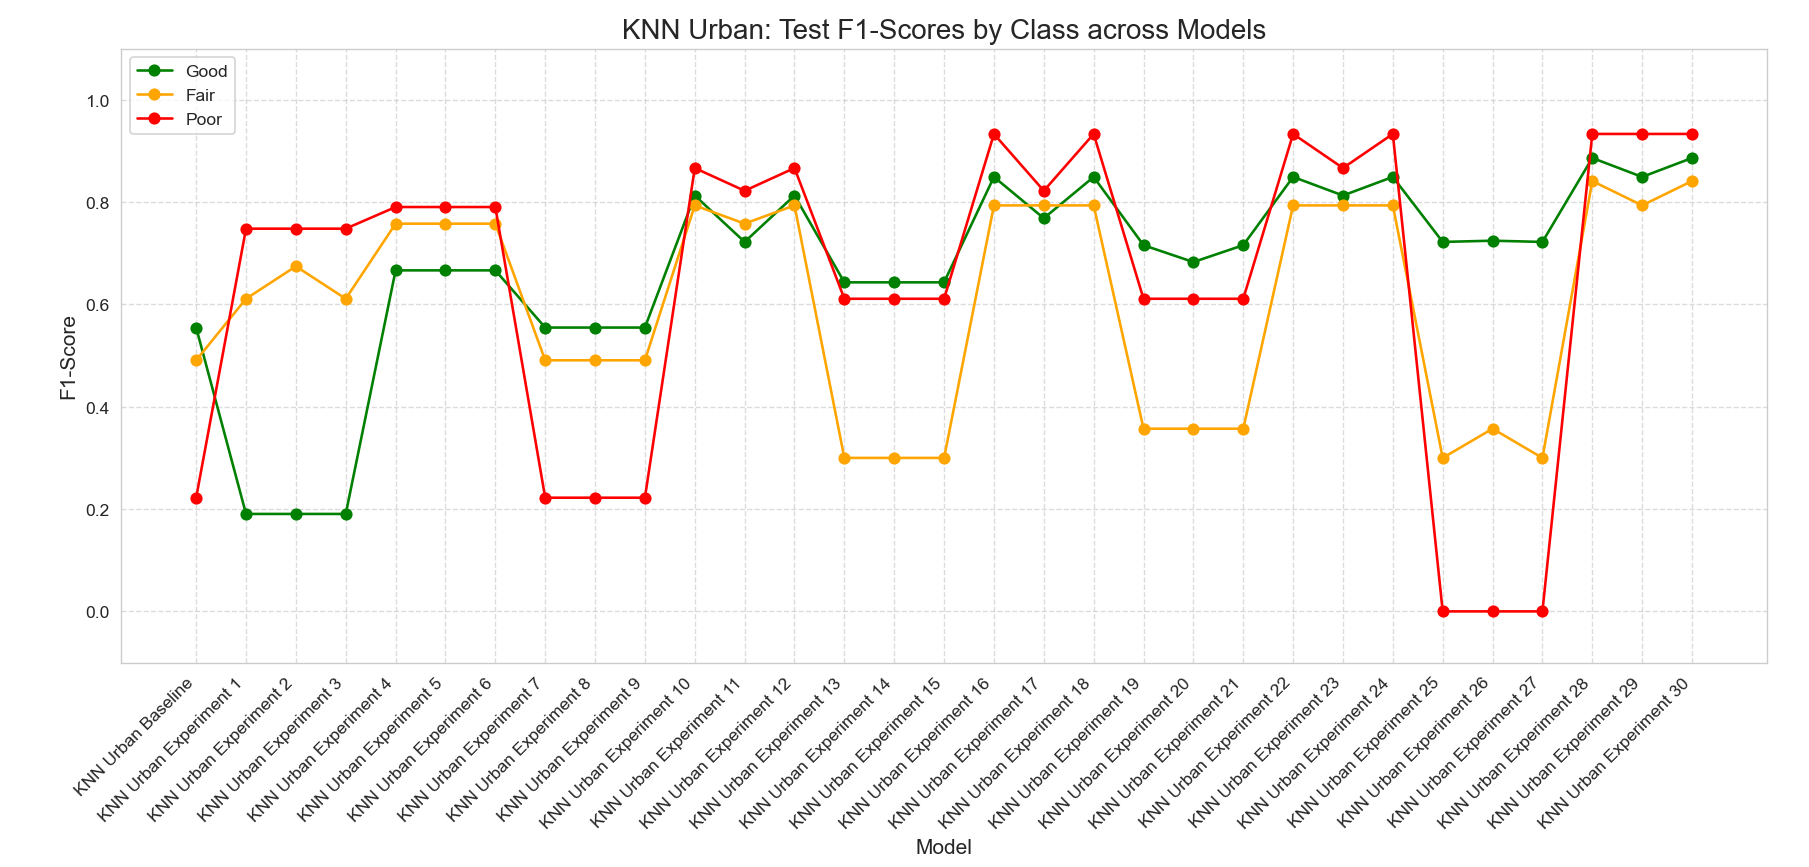 KNN Urban: Test F1-Scores by Class across Models
Good
Fair
Poor
1.0
0.8
0.6
0.4
0.2
0.0
F1-Score
KNN Urban Baseline
KNN Urban Experiment 1
KNN Urban Experiment 2
KNN Urban Experiment 3
KNN Urban Experiment 4
KNN Urban Experiment 5
KNN Urban Experiment 6
KNN Urban Experiment 7
KNN Urban Experiment 8
KNN Urban Experiment 9
KNN Urban Experiment 10
KNN Urban Experiment 11
KNN Urban Experiment 12
KNN Urban Experiment 13
KNN Urban Experiment 14
KNN Urban Experiment 15
KNN Urban Experiment 16
KNN Urban Experiment 17
KNN Urban Experiment 18
KNN Urban Experiment 19
KNN Urban Experiment 20
KNN Urban Experiment 21
KNN Urban Experiment 22
KNN Urban Experiment 23
KNN Urban Experiment 24
KNN Urban Experiment 25
KNN Urban Experiment 26
KNN Urban Experiment 27
KNN Urban Experiment 28
KNN Urban Experiment 29
KNN Urban Experiment 30
Model